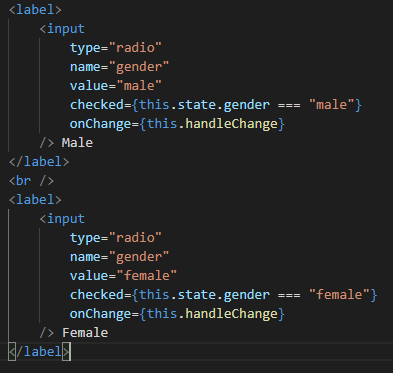 <label>
    <input
        type="radio"
        name="gender"
        value="male"
        checked={this.state.gender === "male"}
        onChange={this.handleChange}
    /> Male
</label>
<br />
<label>
    <input
        type="radio"
        name="gender"
        value="female"
        checked={this.state.gender === "female"}
        onChange={this.handleChange}
    /> Female
</label>